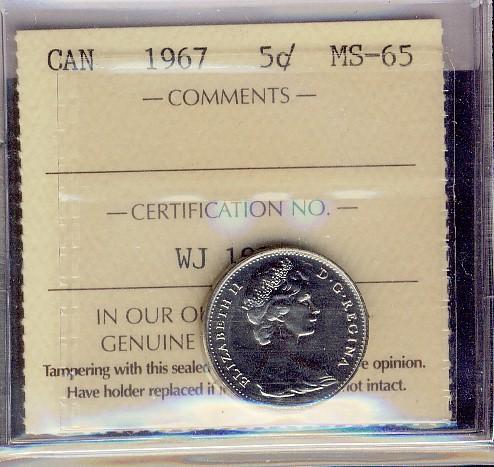 CAN 1967 5¢ MS-65
— COMMENTS —
— CERTIFICATION NO. —
WJ
IN OUR
GENUINE
Tampering with this sealed e opinion.
Have holder replaced if not intact.
ELIZABETH II D·G·REGINA